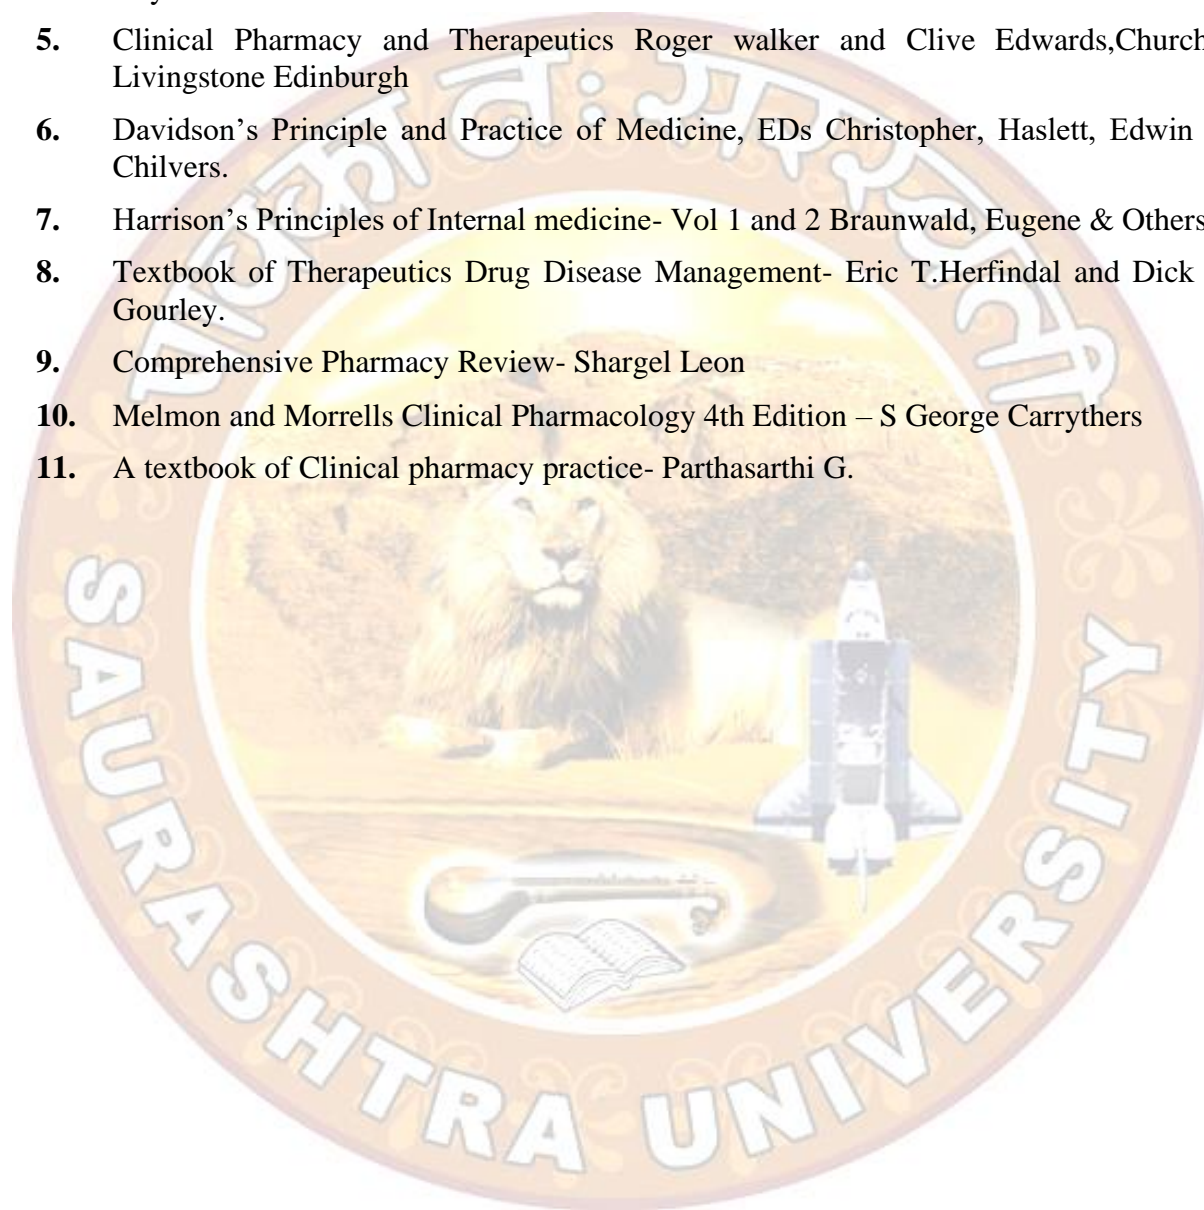 5. Clinical Pharmacy and Therapeutics Roger walker and Clive Edwards,Church
Livingstone Edinburgh
6. Davidson’s Principle and Practice of Medicine, EDs Christopher, Haslett, Edwin
Chilvers.
7. Harrison’s Principles of Internal medicine- Vol 1 and 2 Braunwald, Eugene & Others
8. Textbook of Therapeutics Drug Disease Management- Eric T.Herfindal and Dick
Gourley.
9. Comprehensive Pharmacy Review- Shargel Leon
10. Melmon and Morrells Clinical Pharmacology 4th Edition – S George Carrythers
11. A textbook of Clinical pharmacy practice- Parthasarthi G.
पावका नः सरस्वती
SAURASHTRA UNIVERSITY